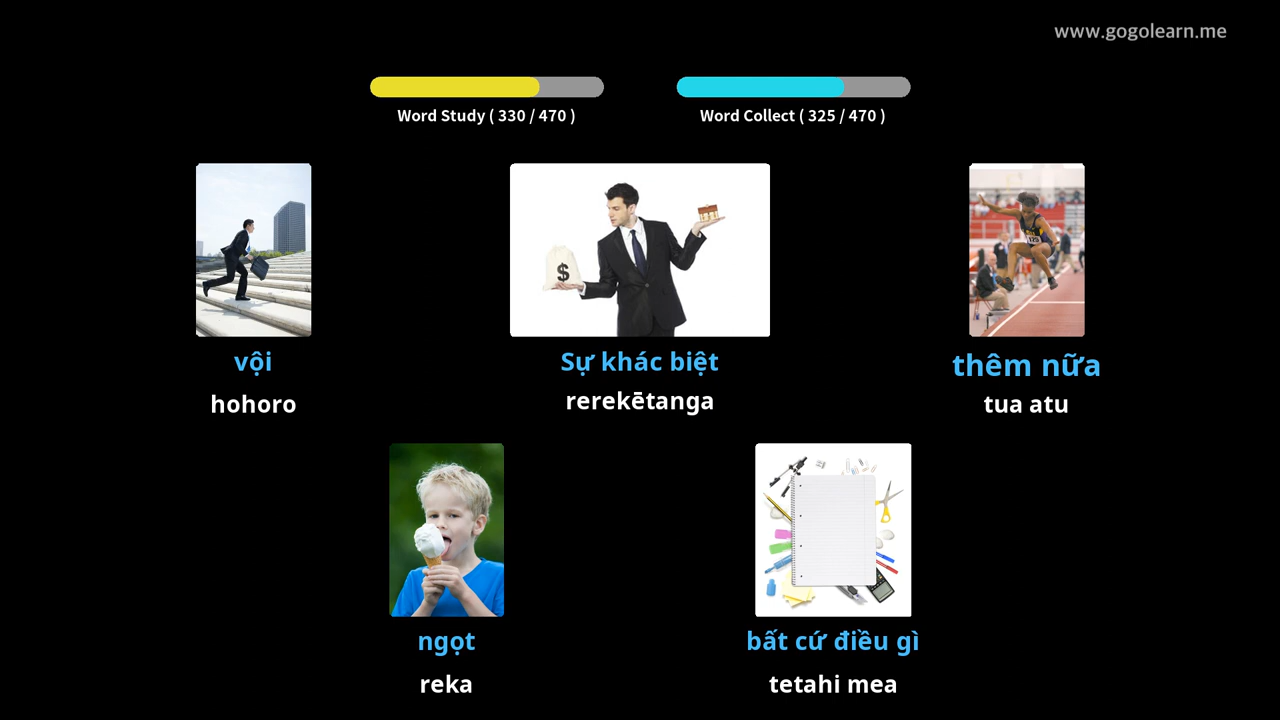 www.gogolearn.me
Word Study ( 330 / 470 )
Word Collect ( 325 / 470 )
vội
Sự khác biệt
thêm nữa
hohoro
rerekētanga
tua atu
$
ngọt
bất cứ điều gì
reka
tetahi mea